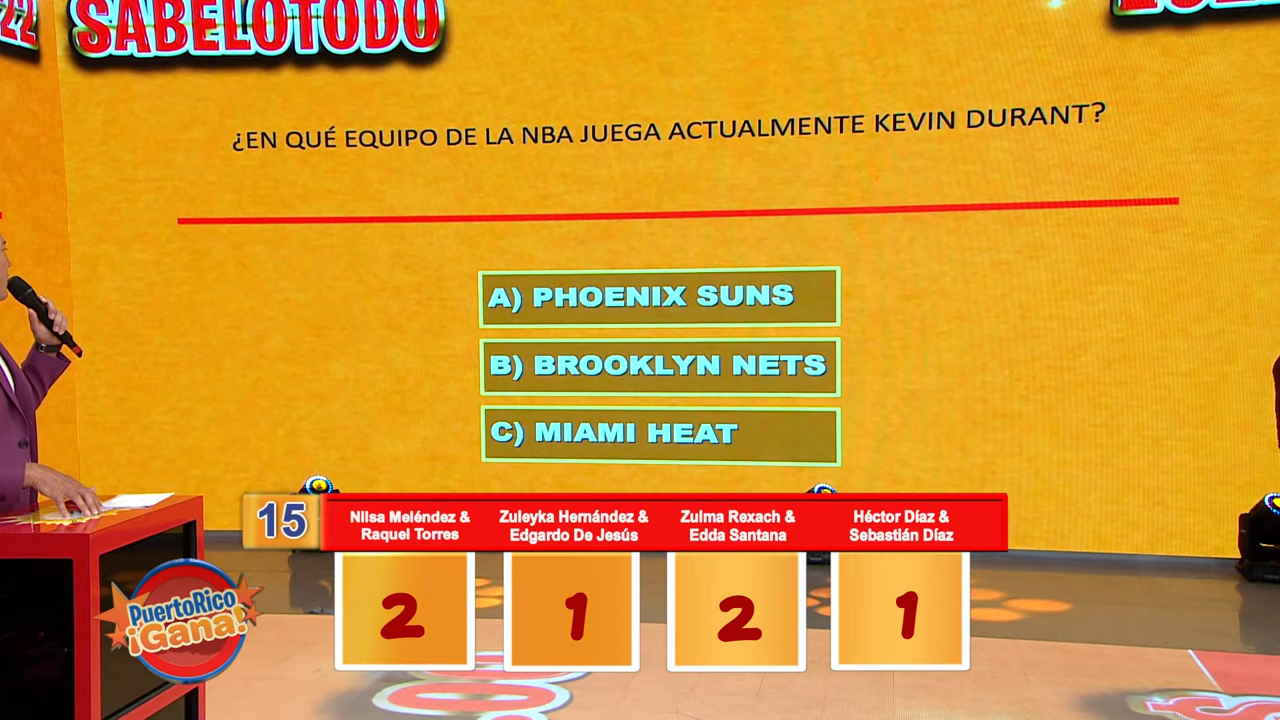 22
SABELOTODO
¿EN QUÉ EQUIPO DE LA NBA JUEGA ACTUALMENTE KEVIN DURANT?
A) PHOENIX SUNS
B) BROOKLYN NETS
C) MIAMI HEAT
15
Nilsa Meléndez &
Raquel Torres
Zuleyka Hernández &
Edgardo De Jesús
Zulma Rexach &
Edda Santana
Héctor Díaz &
Sebastián Díaz
2
1
2
1
PuertoRico
¡Gana!